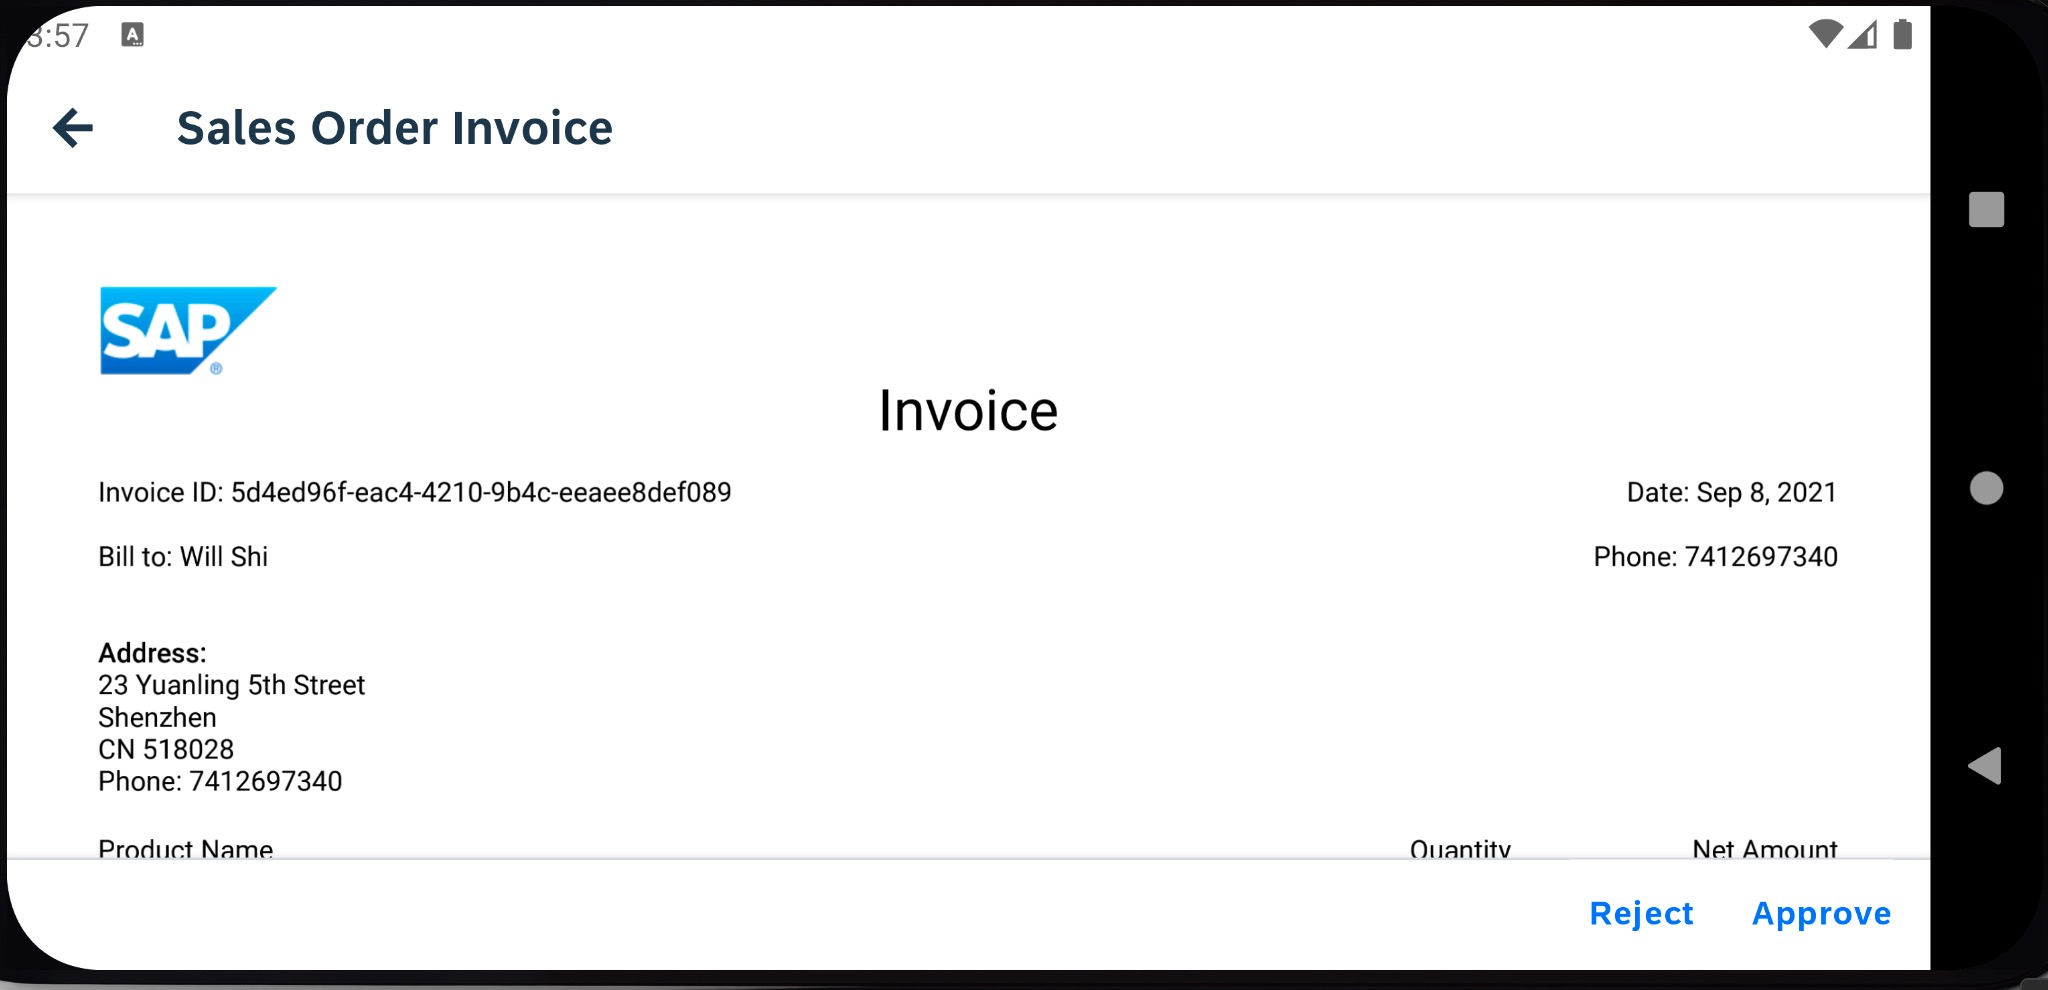 3:57
A
Sales Order Invoice
SAP®
Invoice
Invoice ID: 5d4ed96f-eac4-4210-9b4c-eeaee8def089 Date: Sep 8, 2021
Bill to: Will Shi Phone: 7412697340
Address:
23 Yuanling 5th Street
Shenzhen
CN 518028
Phone: 7412697340
Product Name Quantity Net Amount
Reject Approve